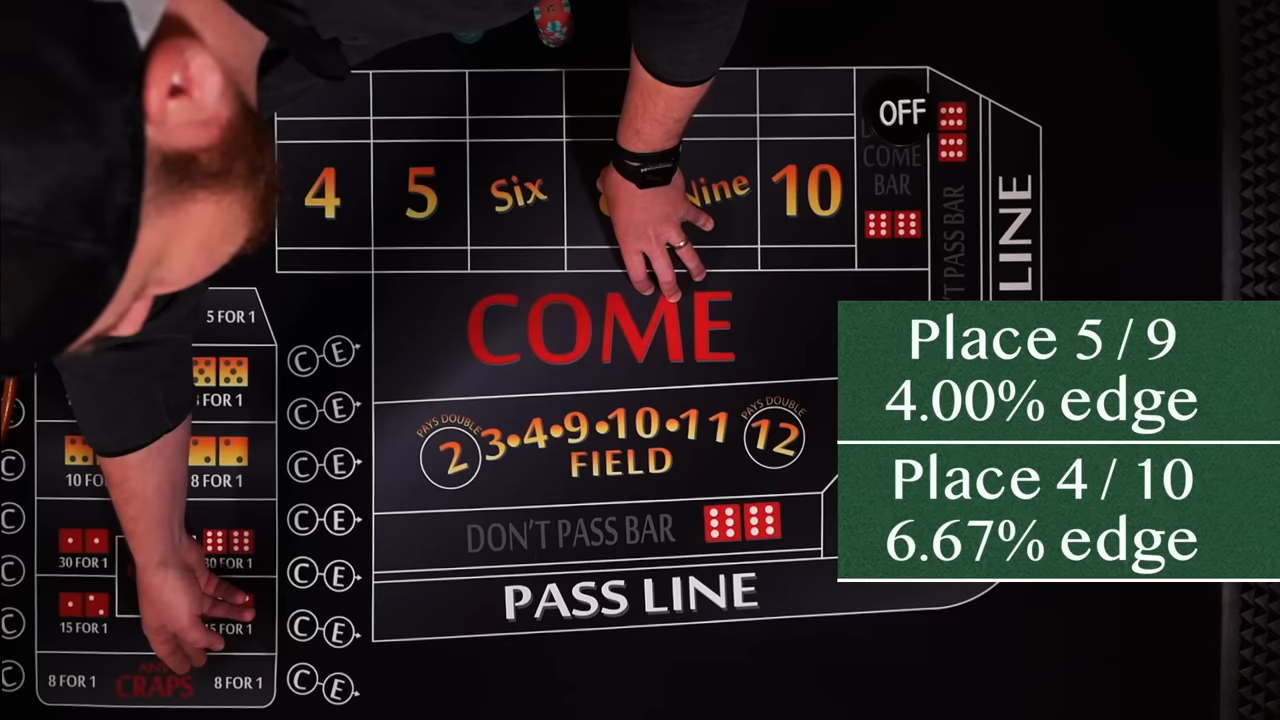 4
5
Six
Nine
10
OFF
COME
BAR
DON'T PASS BAR
LINE
COME
PAYS DOUBLE
2
3•4•9•10•11
PAYS DOUBLE
12
FIELD
DON'T PASS BAR
PASS LINE
Place 5 / 9
4.00% edge
Place 4 / 10
6.67% edge
5 FOR 1
FOR 1
10 FO
8 FOR 1
30 FOR 1
30 FOR 1
15 FOR 1
15 FOR 1
8 FOR 1
CRAPS
8 FOR 1
C E
C E
C E
C E
C E
C E
C E
C
C
C
C
C